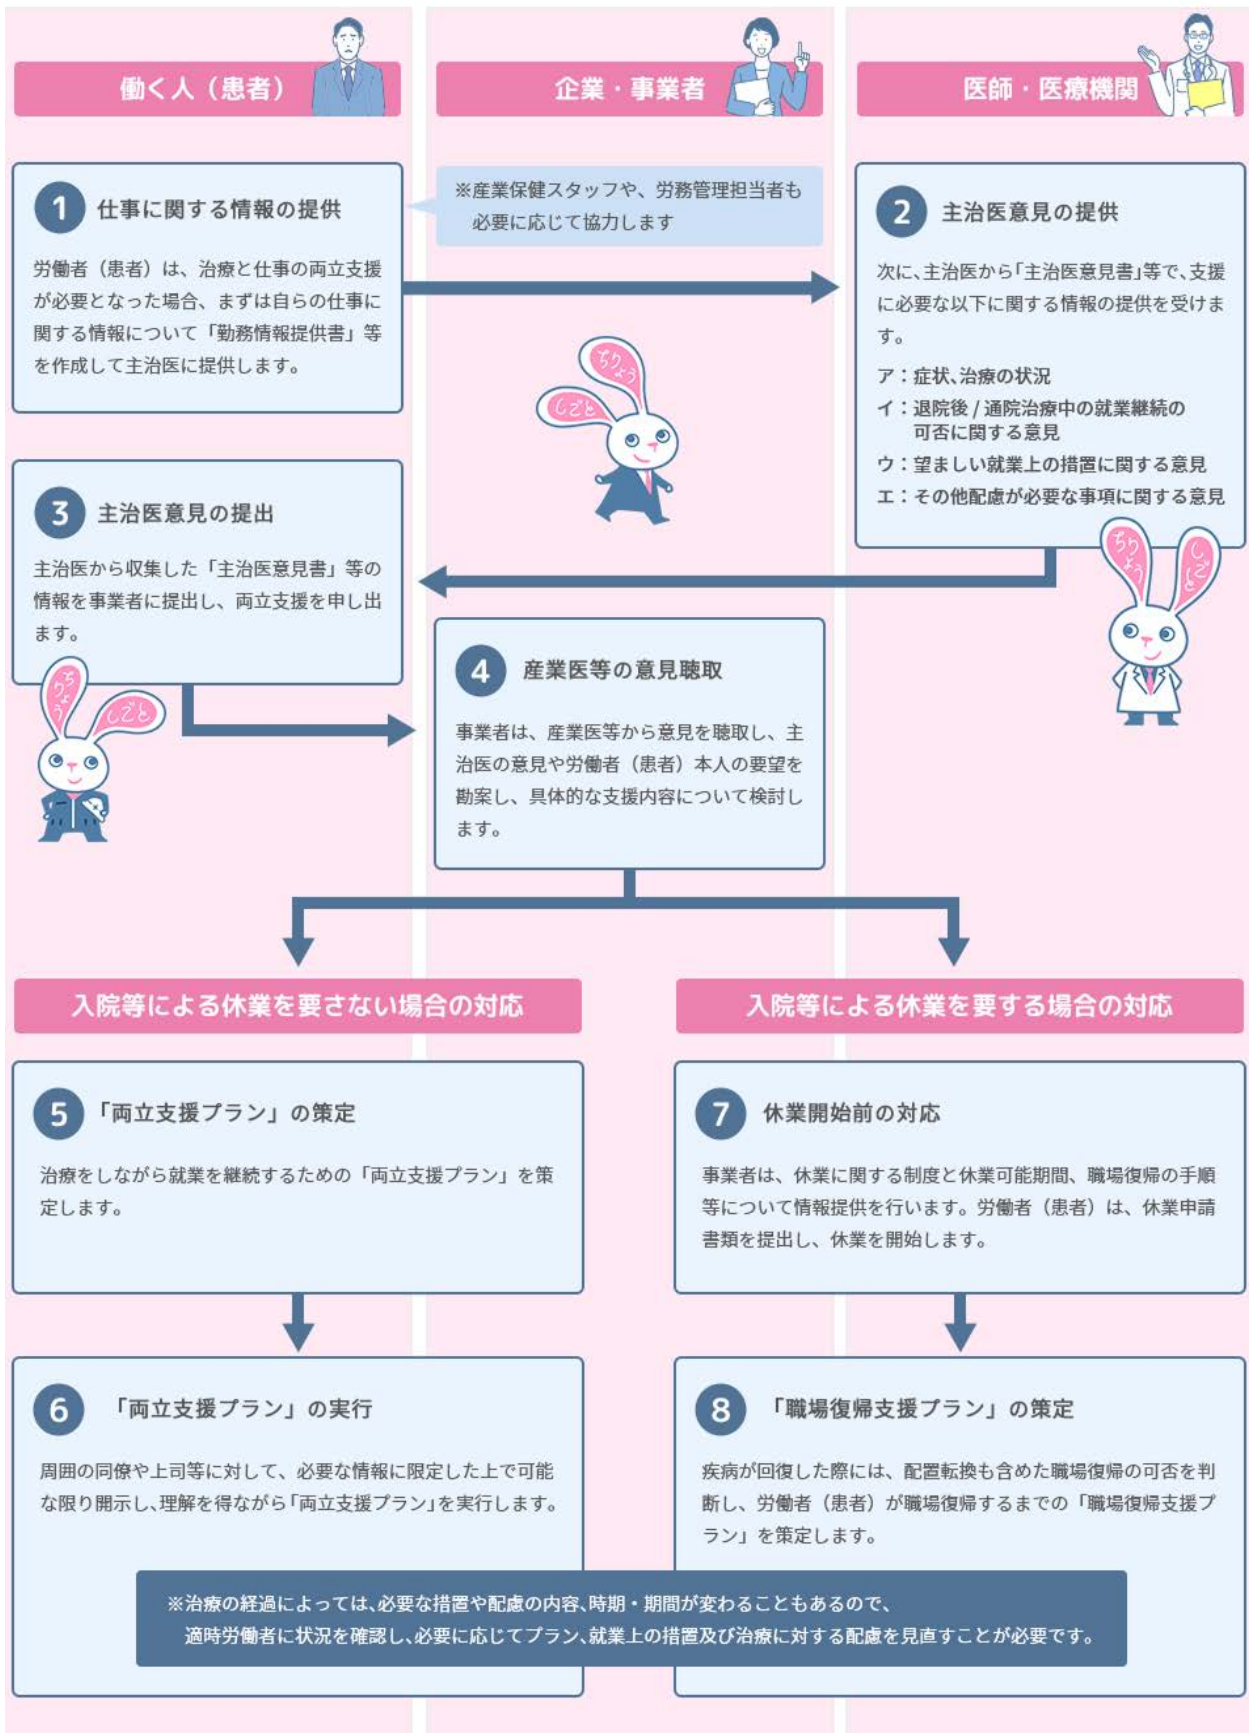 働く人（患者）
企業・事業者
医師・医療機関
1 仕事に関する情報の提供
労働者（患者）は、治療と仕事の両立支援
が必要となった場合、まずは自らの仕事に
関する情報について「勤務情報提供書」等
を作成して主治医に提供します。
※産業保健スタッフや、労務管理担当者も
必要に応じて協力します
2 主治医意見の提供
次に、主治医から「主治医意見書」等で、支援
に必要な以下に関する情報の提供を受けま
す。
ア：症状、治療の状況
イ：退院後 / 通院治療中の就業継続の
可否に関する意見
ウ：望ましい就業上の措置に関する意見
エ：その他配慮が必要な事項に関する意見
ちりょう
しごと
3 主治医意見の提出
主治医から収集した「主治医意見書」等の
情報を事業者に提出し、両立支援を申し出
ます。
ちりょう
しごと
4 産業医等の意見聴取
事業者は、産業医等から意見を聴取し、主
治医の意見や労働者（患者）本人の要望を
勘案し、具体的な支援内容について検討し
ます。
ちりょう
しごと
入院等による休業を要さない場合の対応
5 「両立支援プラン」の策定
治療をしながら就業を継続するための「両立支援プラン」を策
定します。
6 「両立支援プラン」の実行
周囲の同僚や上司等に対して、必要な情報に限定した上で可能
な限り開示し、理解を得ながら「両立支援プラン」を実行します。
入院等による休業を要する場合の対応
7 休業開始前の対応
事業者は、休業に関する制度と休業可能期間、職場復帰の手順
等について情報提供を行います。労働者（患者）は、休業申請
書類を提出し、休業を開始します。
8 「職場復帰支援プラン」の策定
疾病が回復した際には、配置転換も含めた職場復帰の可否を判
断し、労働者（患者）が職場復帰するまでの「職場復帰支援プ
ラン」を策定します。
※治療の経過によっては、必要な措置や配慮の内容、時期・期間が変わることもあるので、
適時労働者に状況を確認し、必要に応じてプラン、就業上の措置及び治療に対する配慮を見直すことが必要です。